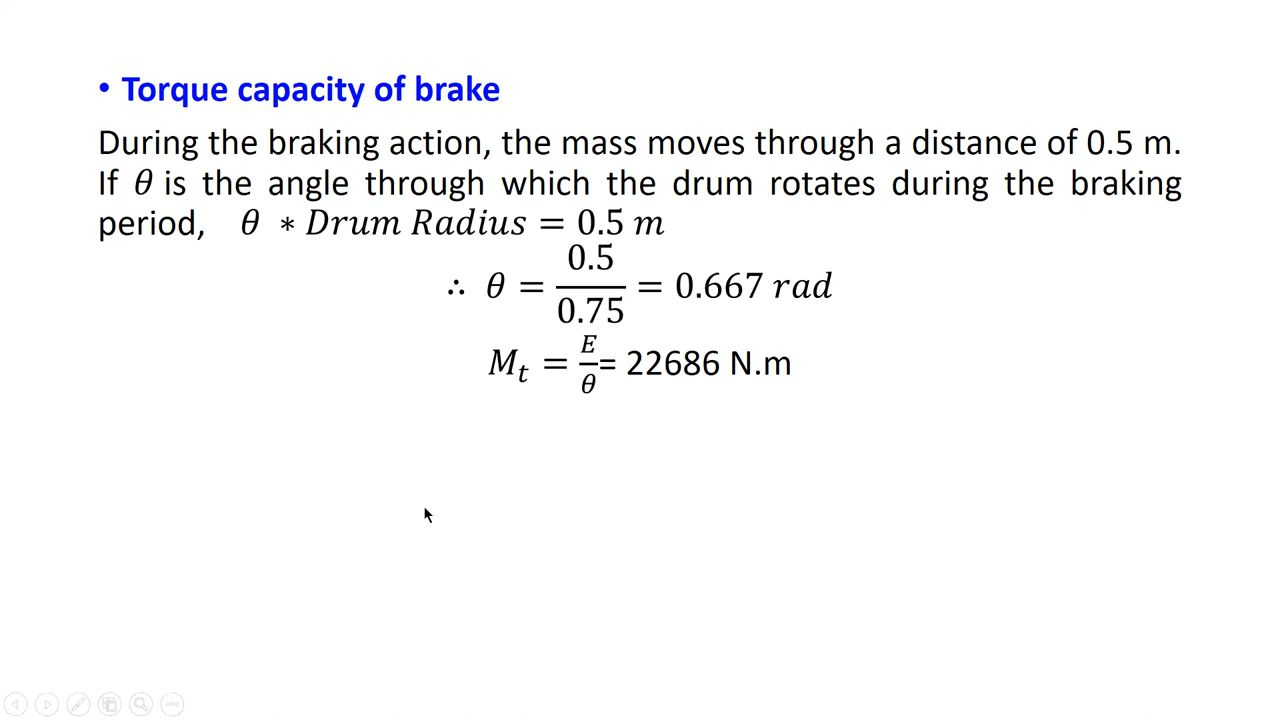 • Torque capacity of brake
During the braking action, the mass moves through a distance of 0.5 m.
If θ is the angle through which the drum rotates during the braking
period, θ ∗ Drum Radius = 0.5 m
∴ θ = 0.5/0.75 = 0.667 rad
Mₜ = E/θ = 22686 N.m